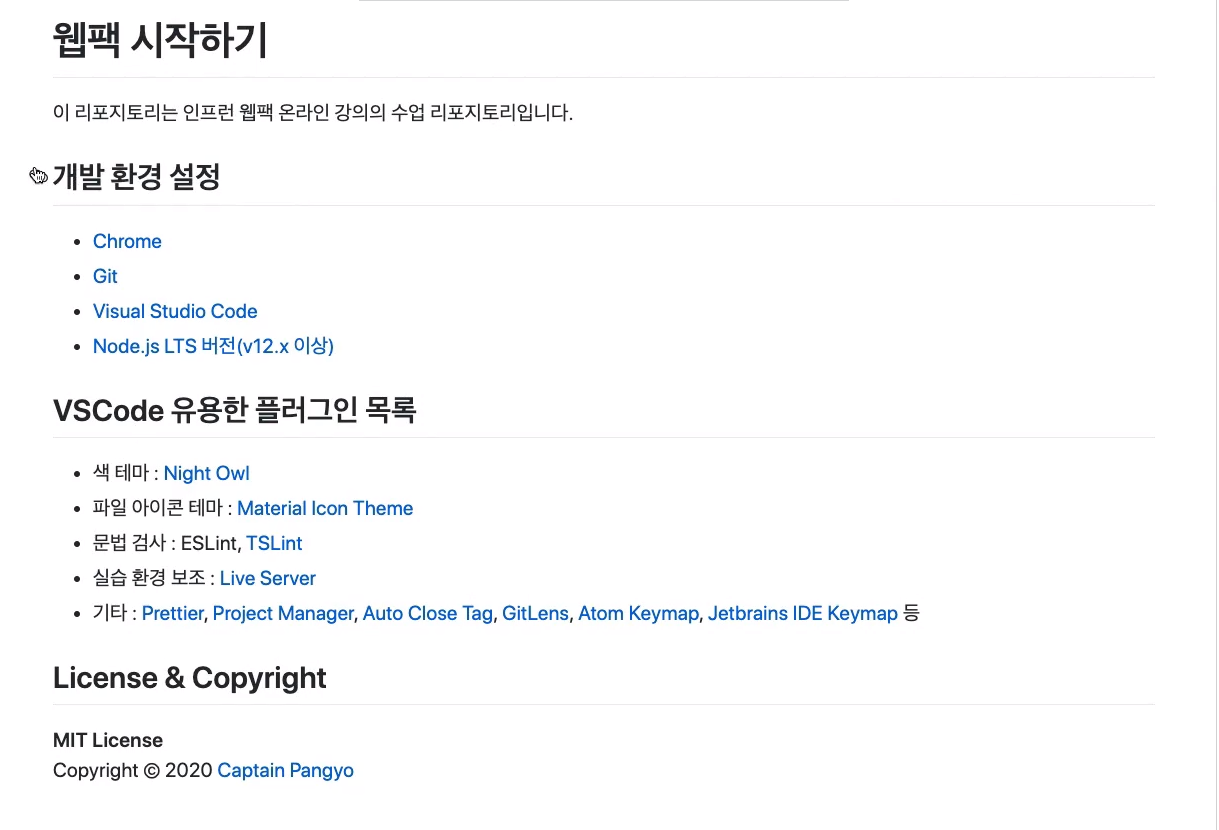 웹팩 시작하기
이 리포지토리는 인프런 웹팩 온라인 강의의 수업 리포지토리입니다.
개발 환경 설정
Chrome
Git
Visual Studio Code
Node.js LTS 버전(v12.x 이상)
VSCode 유용한 플러그인 목록
색 테마 : Night Owl
파일 아이콘 테마 : Material Icon Theme
문법 검사 : ESLint, TSLint
실습 환경 보조 : Live Server
기타 : Prettier, Project Manager, Auto Close Tag, GitLens, Atom Keymap, Jetbrains IDE Keymap 등
License & Copyright
MIT License
Copyright © 2020 Captain Pangyo